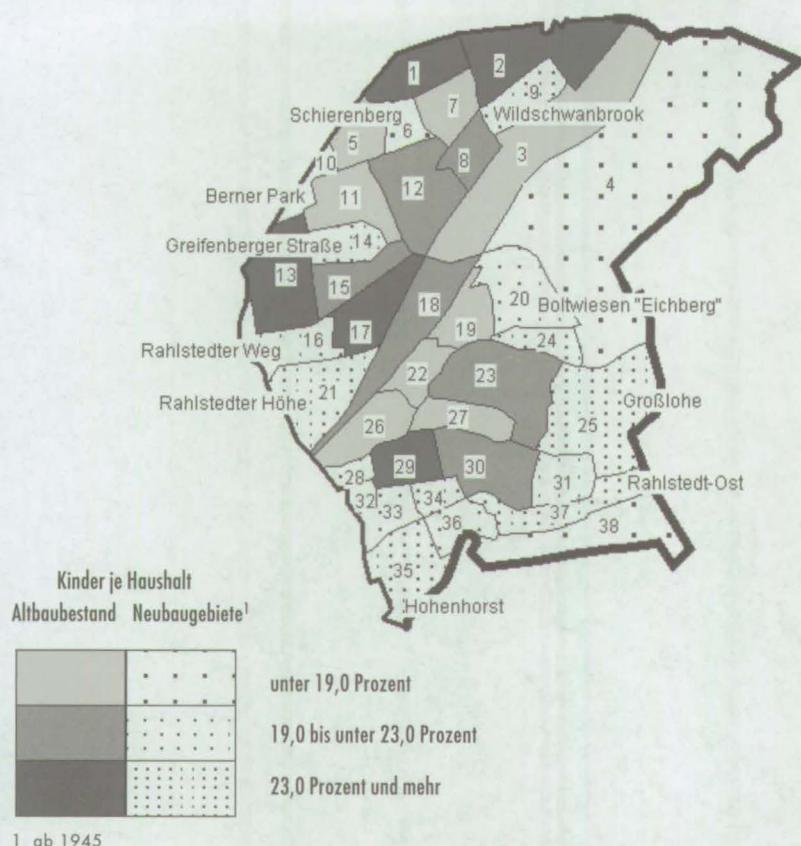 1
2
7
9
Schierenberg
6
Wildschwanbrook
5
8
3
10
12
4
Berner Park
11
Greifenberger Straße
14
13
15
18
20
Boltwiesen "Eichberg"
16
17
19
24
Rahlstedter Weg
22
23
21
Rahlstedter Höhe
25
Großlohe
26
27
29
30
28
31
Rahlstedt-Ost
32
34
33
37
36
38
35
Hohenhorst
Kinder je Haushalt
Altbaubestand Neubaugebiete¹
unter 19,0 Prozent
19,0 bis unter 23,0 Prozent
23,0 Prozent und mehr
1 ab 1945